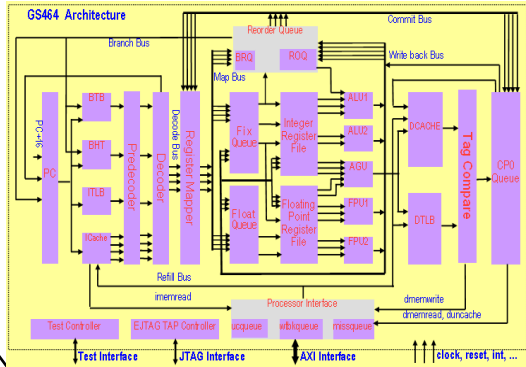 GS464 Architecture
Commit Bus
Reorder Queue
Branch Bus
BRQ
ROQ
Write back Bus
Map Bus
BTB
ALU1
Decode Bus
PC+16
Fix Queue
Integer Register File
DCACHE
BHT
ALU2
PC
Predecoder
Decoder
Register Mapper
Tag Compare
CP0 Queue
ITLB
AGU
Float Queue
Floating Point Register File
FPU1
DTLB
ICache
FPU2
Refill Bus
imemread
Processor Interface
dmemwrite
dmemread, duncache
Test Controller
EJTAG TAP Controller
ucqueue
wtbkqueue
missqueue
Test Interface
JTAG Interface
AXI Interface
clock, reset, int, ...